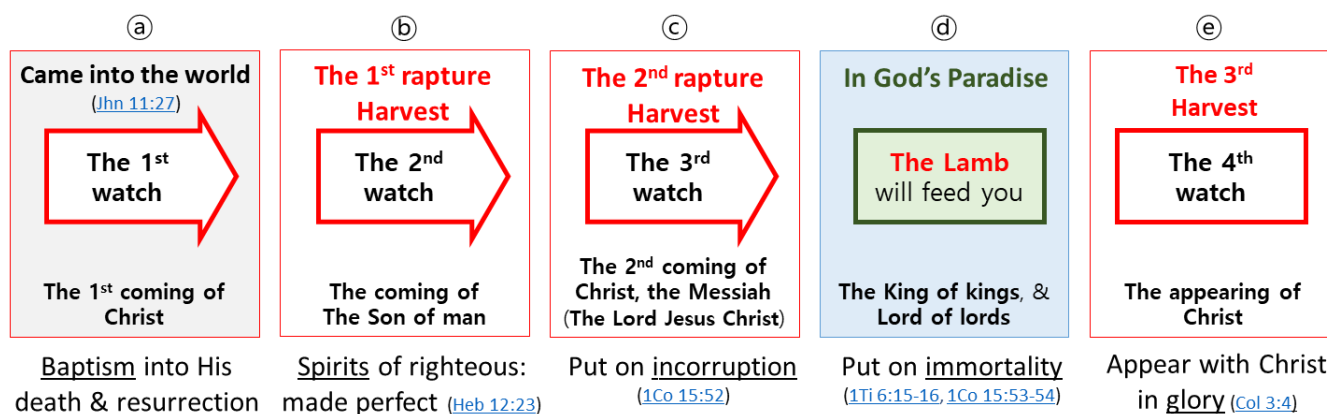 ⓐ
Came into the world
(Jhn 11:27)
The 1st
watch
The 1st coming of
Christ
Baptism into His
death & resurrection
ⓑ
The 1st rapture
Harvest
The 2nd
watch
The coming of
The Son of man
Spirits of righteous:
made perfect (Heb 12:23)
ⓒ
The 2nd rapture
Harvest
The 3rd
watch
The 2nd coming of
Christ, the Messiah
(The Lord Jesus Christ)
Put on incorruption
(1Co 15:52)
ⓓ
In God's Paradise
The Lamb
will feed you
The King of kings, &
Lord of lords
Put on immortality
(1Ti 6:15-16, 1Co 15:53-54)
ⓔ
The 3rd
Harvest
The 4th
watch
The appearing of
Christ
Appear with Christ
in glory (Col 3:4)